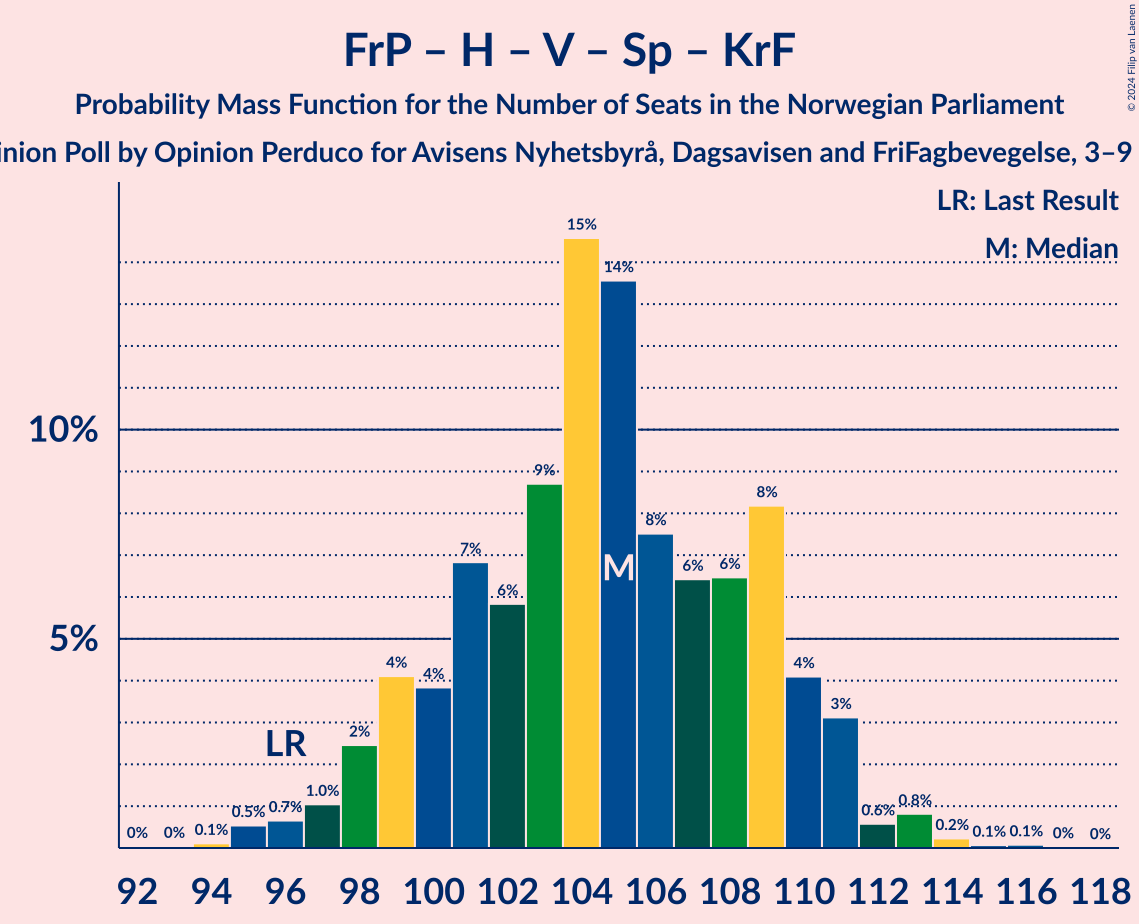 FrP – H – V – Sp – KrF
Probability Mass Function for the Number of Seats in the Norwegian Parliament
inion Poll by Opinion Perduco for Avisens Nyhetsbyrå, Dagsavisen and FriFagbevegelse, 3–9
© 2024 Filip van Laenen
LR: Last Result
M: Median
10%
5%
0% 0% 0.1% 0.5% 0.7% 1.0% 2% 4% 4% 7% 6% 9% 15% 14% 8% 6% 6% 8% 4% 3% 0.6% 0.8% 0.2% 0.1% 0.1% 0% 0%
LR
M
92 94 96 98 100 102 104 106 108 110 112 114 116 118